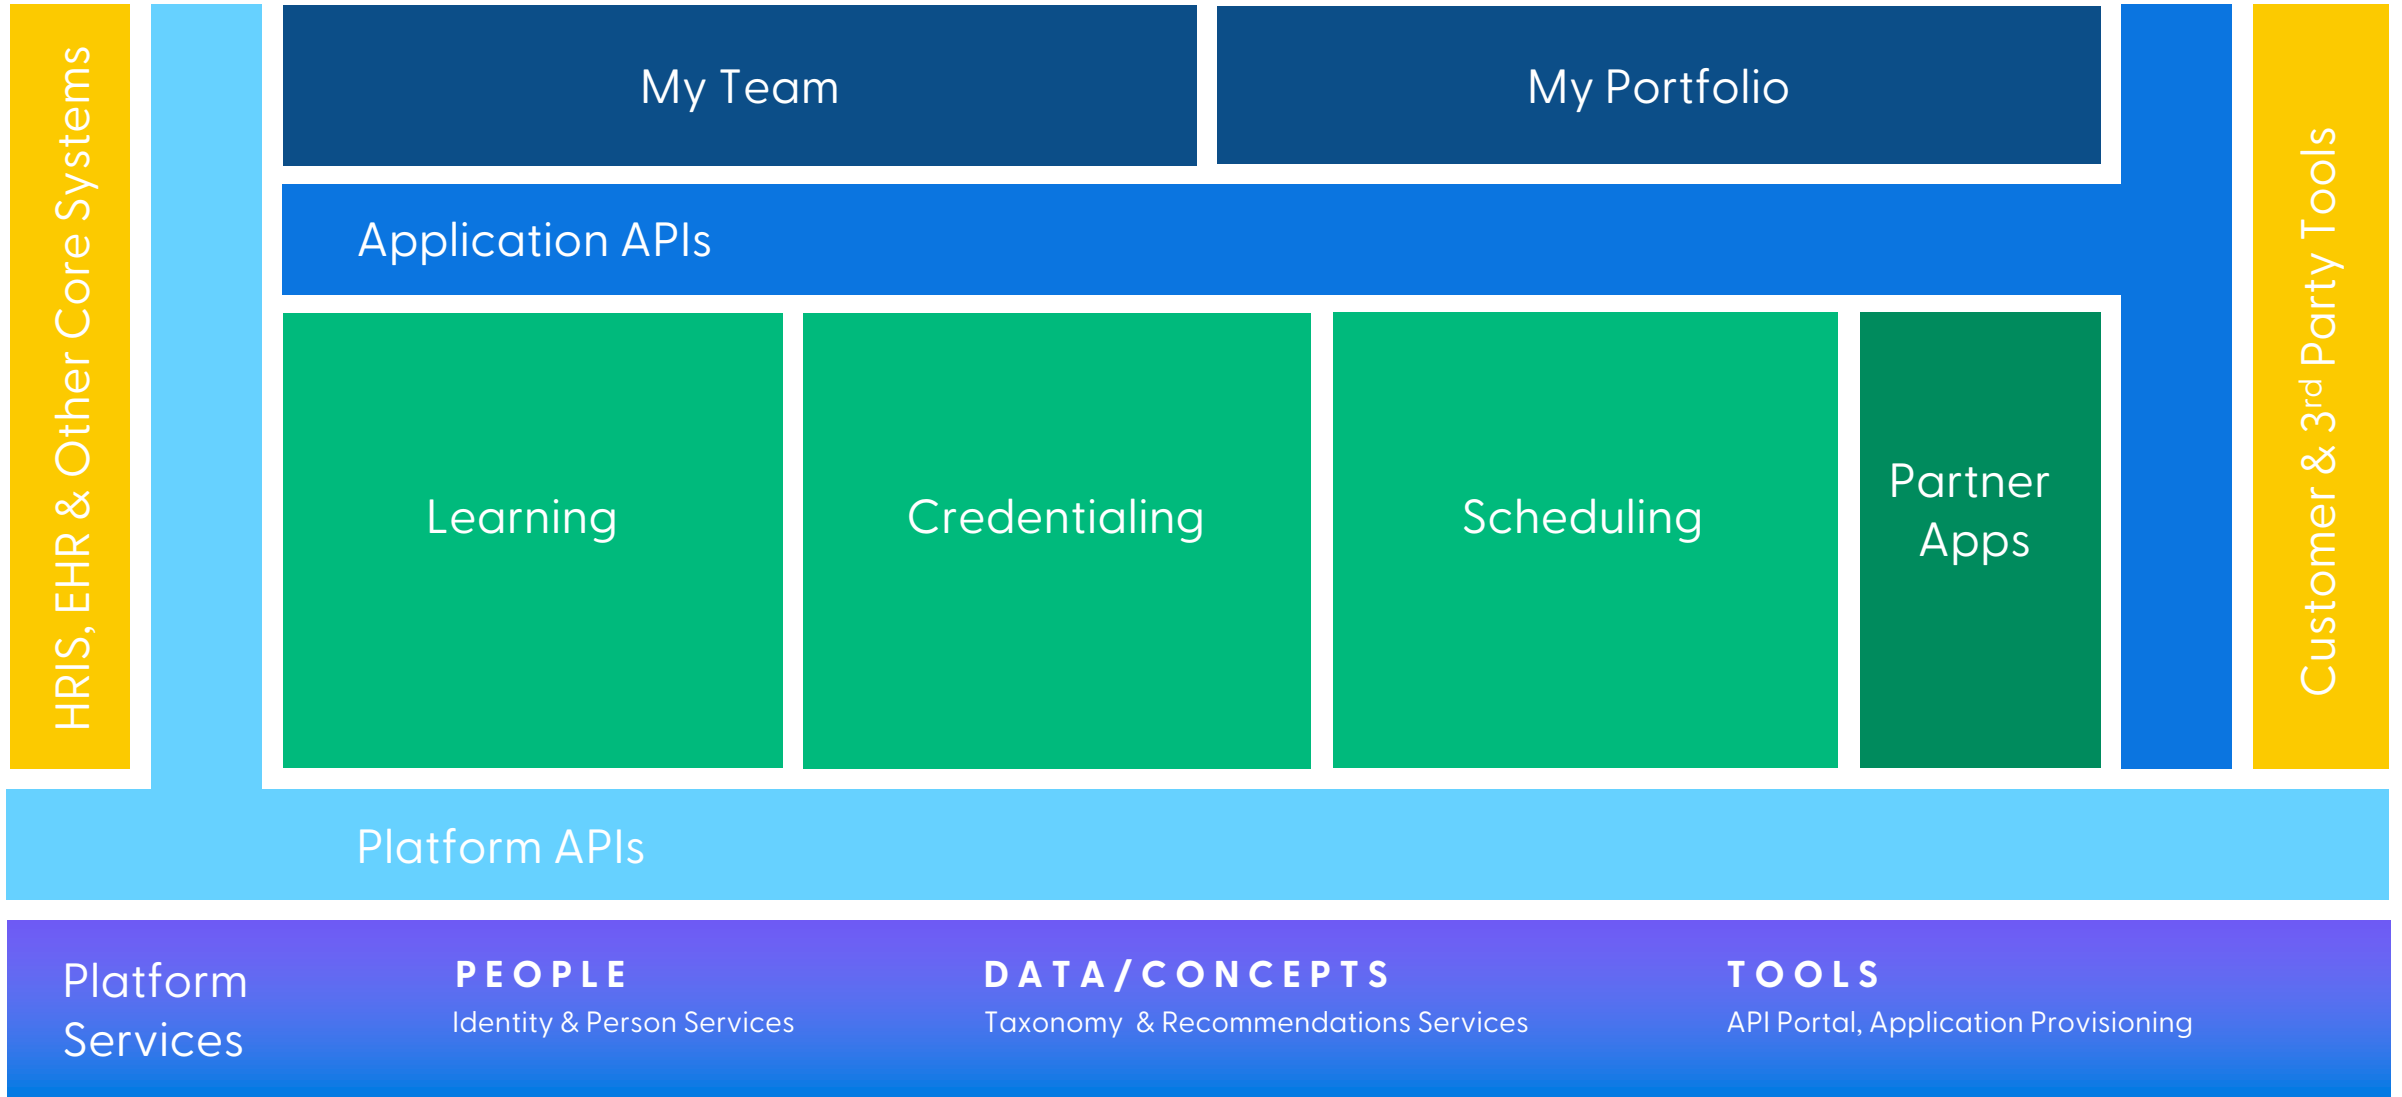 HRIS, EHR & Other Core Systems
My Team
My Portfolio
Application APIs
Customer & 3rd Party Tools
Learning
Credentialing
Scheduling
Partner
Apps
Platform APIs
Platform
Services
PEOPLE
Identity & Person Services
DATA/CONCEPTS
Taxonomy & Recommendations Services
TOOLS
API Portal, Application Provisioning